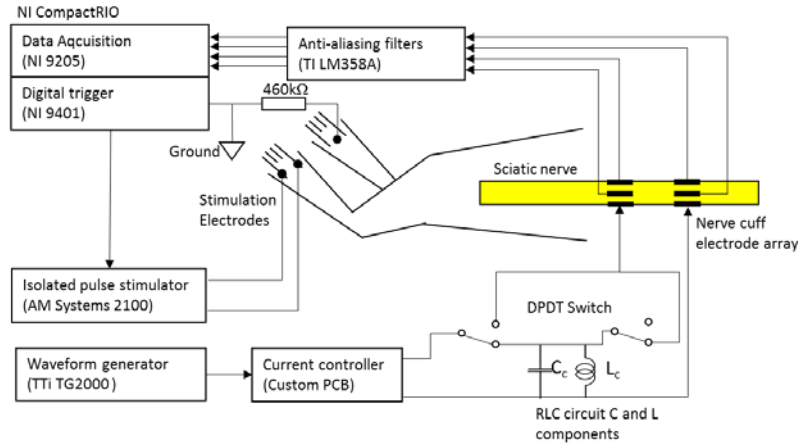 NI CompactRIO
Data Aqcuisition
(NI 9205)
Anti-aliasing filters
(TI LM358A)
Digital trigger
(NI 9401)
460kΩ
Ground
Sciatic nerve
Stimulation
Electrodes
Nerve cuff
electrode array
Isolated pulse stimulator
(AM Systems 2100)
DPDT Switch
Waveform generator
(TTi TG2000)
Current controller
(Custom PCB)
Cc
Lc
RLC circuit C and L
components